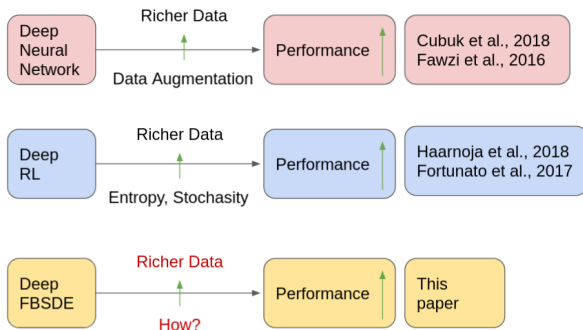 Richer Data
Deep
Neural
Network
Data Augmentation
Performance
Cubuk et al., 2018
Fawzi et al., 2016
Richer Data
Deep
RL
Entropy, Stochasity
Performance
Haarnoja et al., 2018
Fortunato et al., 2017
Richer Data
Deep
FBSDE
How?
Performance
This
paper